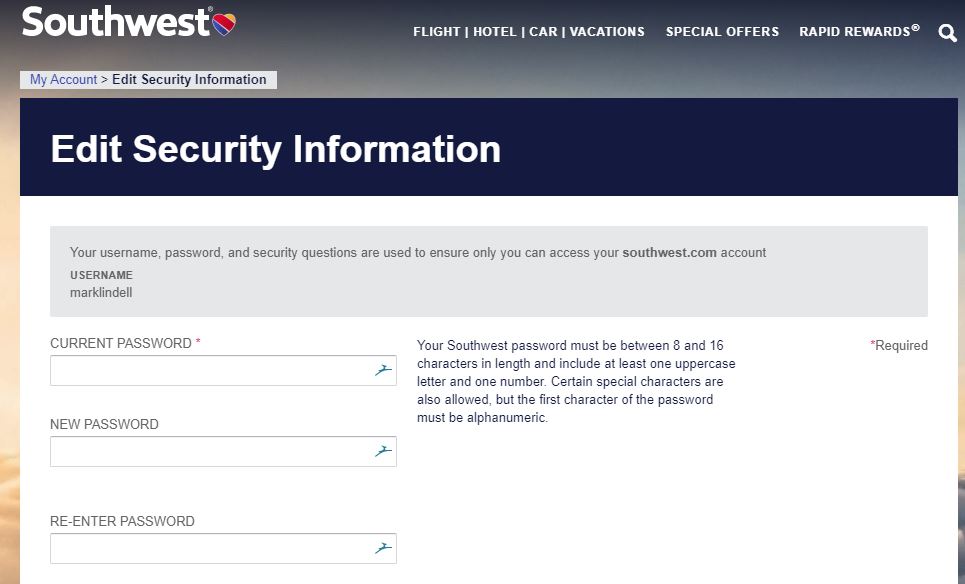 Southwest®
FLIGHT | HOTEL | CAR | VACATIONS SPECIAL OFFERS RAPID REWARDS®
My Account > Edit Security Information
Edit Security Information
Your username, password, and security questions are used to ensure only you can access your southwest.com account
USERNAME
marklindell
CURRENT PASSWORD *
Your Southwest password must be between 8 and 16
characters in length and include at least one uppercase
letter and one number. Certain special characters are
also allowed, but the first character of the password
must be alphanumeric.
*Required
NEW PASSWORD
RE-ENTER PASSWORD